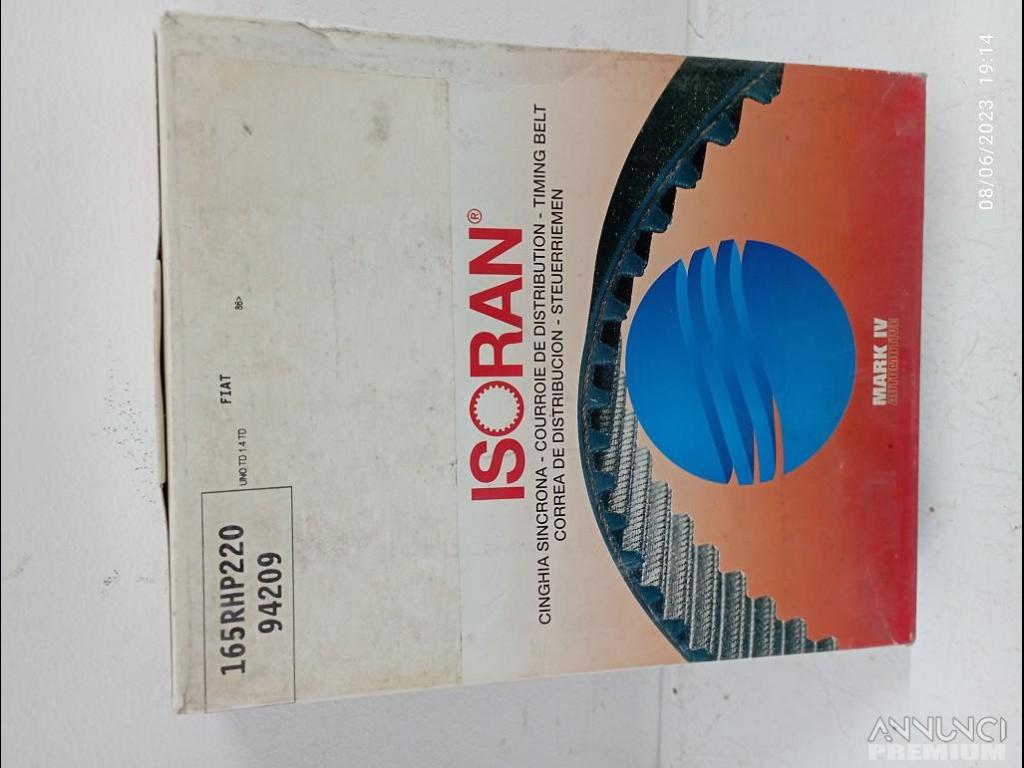 165RHP220
94209
FIAT
UNO.TD 1.4 TD
86>
ISORAN®
CINGHIA SINCRONA - COURROIE DE DISTRIBUTION - TIMING BELT
CORREA DE DISTRIBUCION - STEUERRIEMEN
MARK IV
AUTOMOTIVE
08/06/2023 19:14
ANNUNCI
PREMIUM